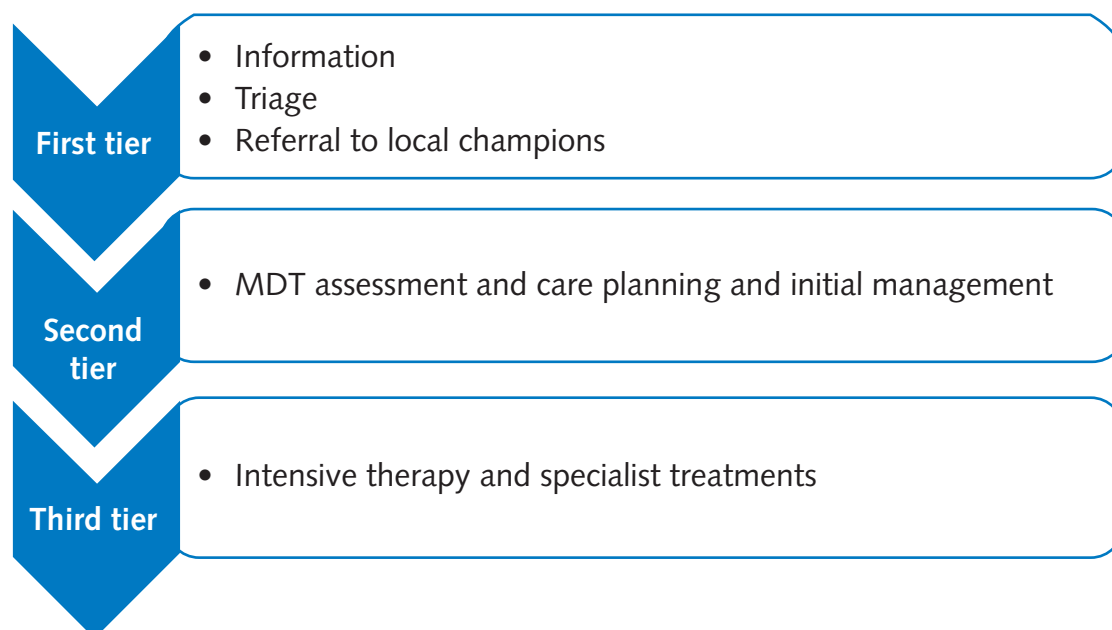 First tier
• Information
• Triage
• Referral to local champions
Second
tier
• MDT assessment and care planning and initial management
Third tier
• Intensive therapy and specialist treatments